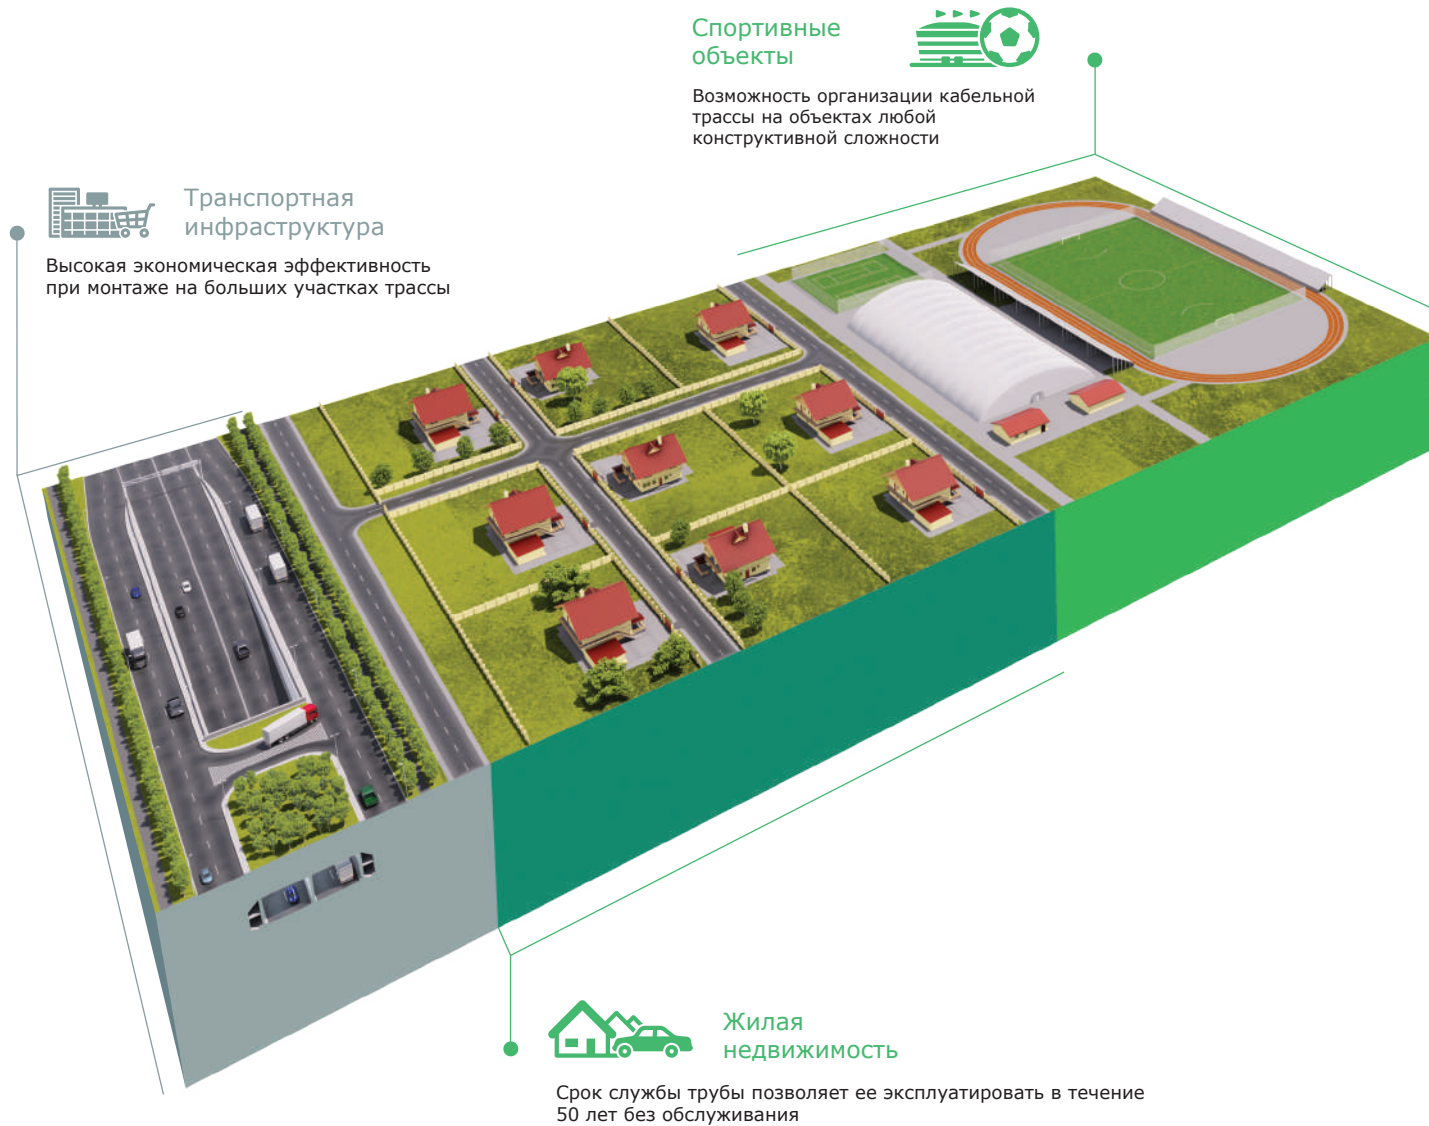 Спортивные
объекты
Возможность организации кабельной
трассы на объектах любой
конструктивной сложности
Транспортная
инфраструктура
Высокая экономическая эффективность
при монтаже на больших участках трассы
Жилая
недвижимость
Срок службы трубы позволяет ее эксплуатировать в течение
50 лет без обслуживания